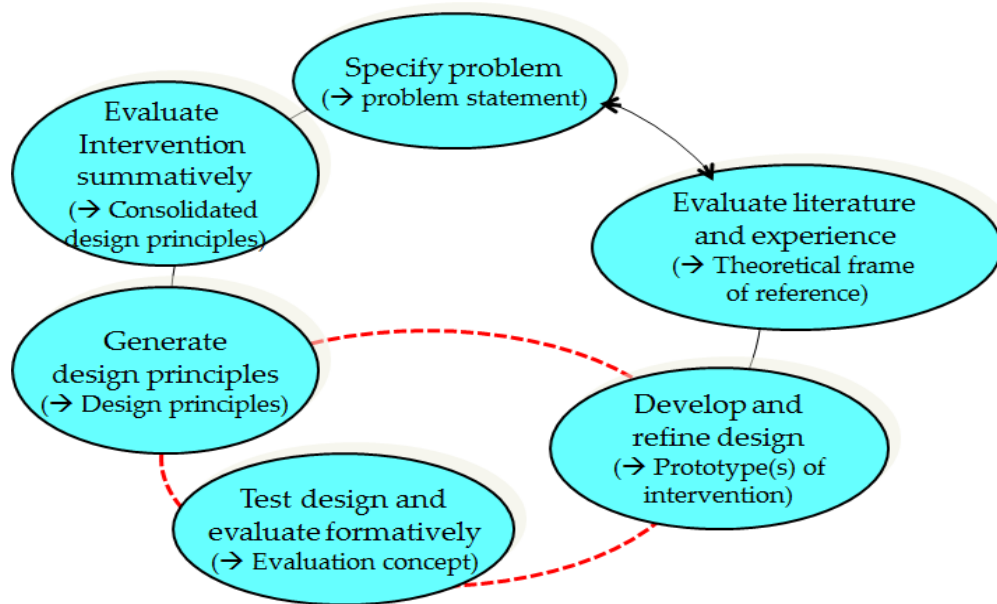 Specify problem
(→ problem statement)
Evaluate literature
and experience
(→ Theoretical frame
of reference)
Develop and
refine design
(→ Prototype(s) of
intervention)
Test design and
evaluate formatively
(→ Evaluation concept)
Generate
design principles
(→ Design principles)
Evaluate
Intervention
summatively
(→ Consolidated
design principles)